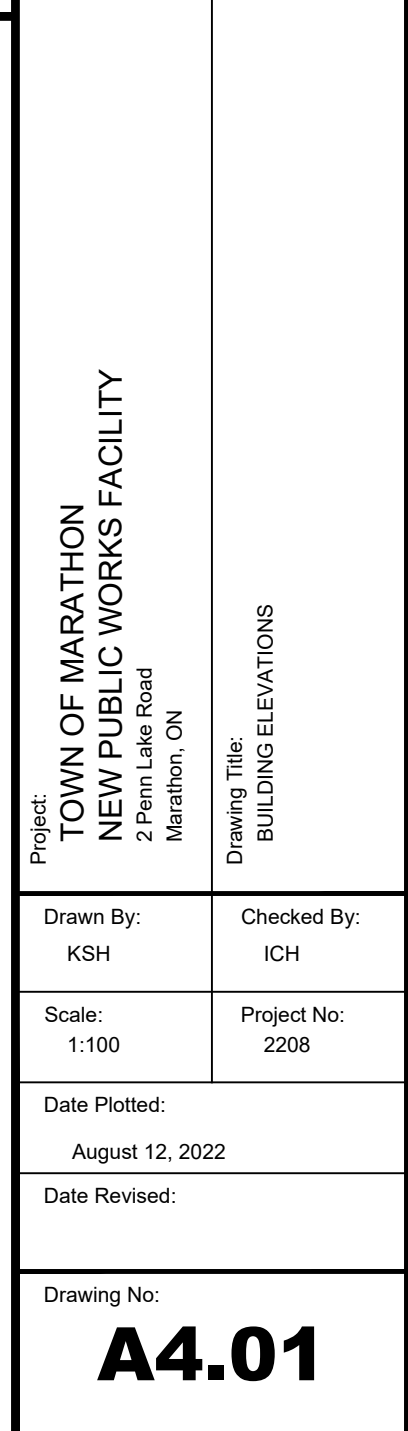 Project:
TOWN OF MARATHON
NEW PUBLIC WORKS FACILITY
2 Penn Lake Road
Marathon, ON
Drawing Title:
BUILDING ELEVATIONS
Drawn By:
KSH
Checked By:
ICH
Scale:
1:100
Project No:
2208
Date Plotted:
August 12, 2022
Date Revised:
Drawing No:
A4.01